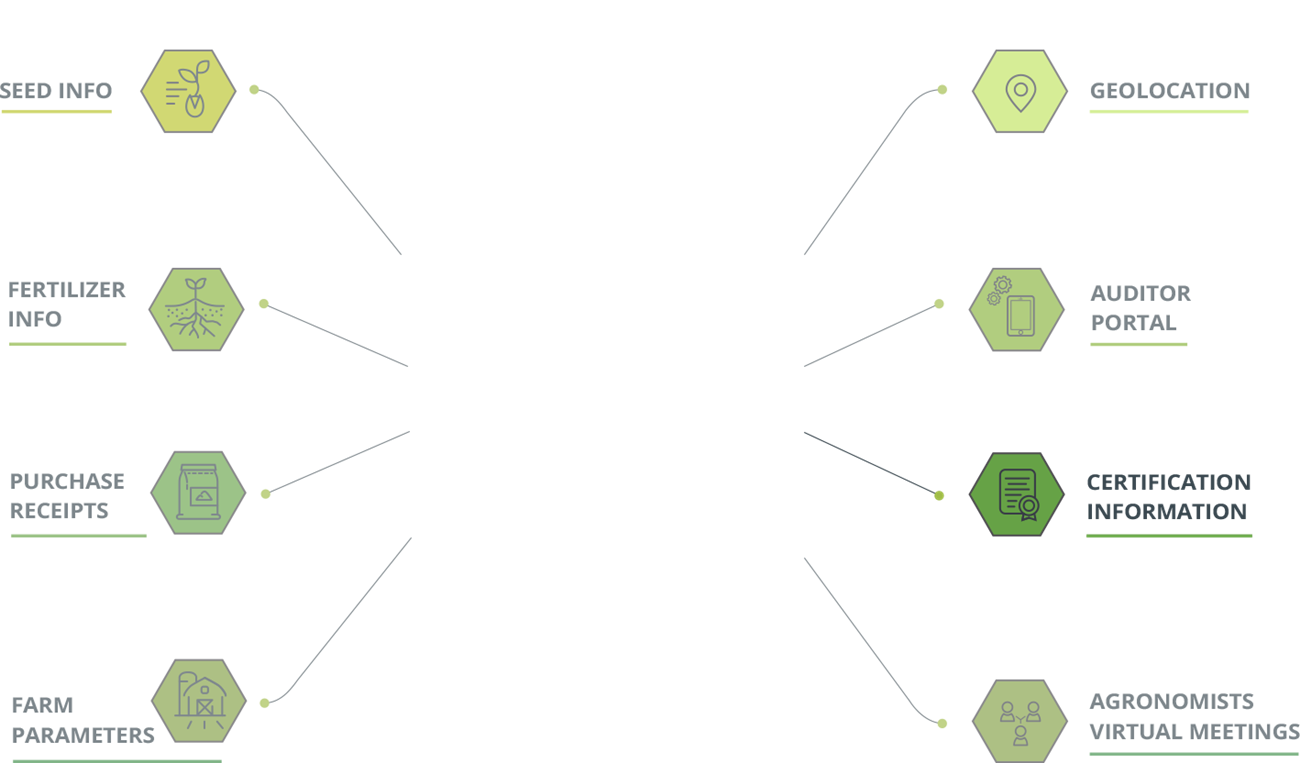 SEED INFO
GEOLOCATION
FERTILIZER
INFO
AUDITOR
PORTAL
PURCHASE
RECEIPTS
CERTIFICATION
INFORMATION
FARM
PARAMETERS
AGRONOMISTS
VIRTUAL MEETINGS